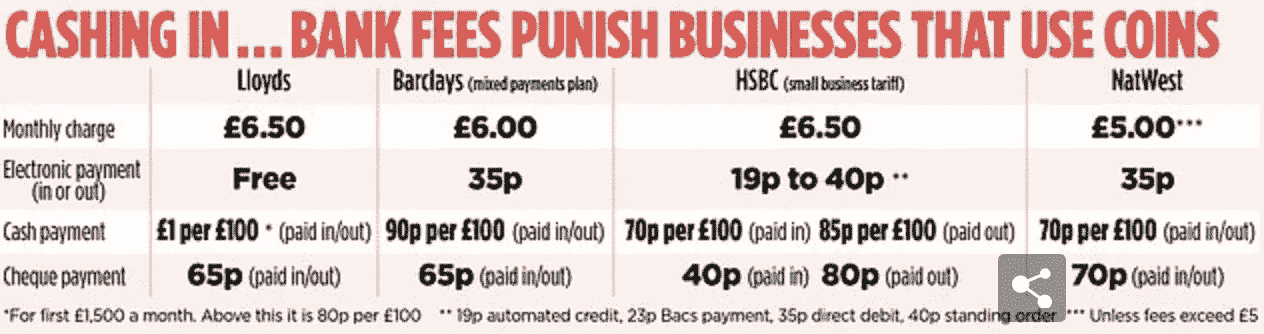 CASHING IN... BANK FEES PUNISH BUSINESSES THAT USE COINS
Lloyds Barclays (mixed payments plan) HSBC (small business tariff) NatWest
Monthly charge £6.50 £6.00 £6.50 £5.00***
Electronic payment (in or out) Free 35p 19p to 40p ** 35p
Cash payment £1 per £100 * (paid in/out) 90p per £100 (paid in/out) 70p per £100 (paid in) 85p per £100 (paid out) 70p per £100 (paid in/out)
Cheque payment 65p (paid in/out) 65p (paid in/out) 40p (paid in) 80p (paid out) 70p (paid in/out)
*For first £1,500 a month. Above this it is 80p per £100 ** 19p automated credit, 23p Bacs payment, 35p direct debit, 40p standing order *** Unless fees exceed £5